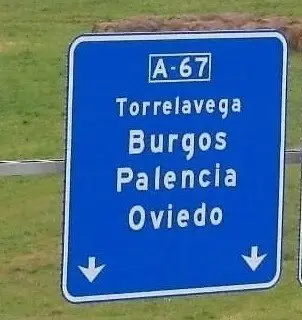 A-67
Torrelavega
Burgos
Palencia
Oviedo